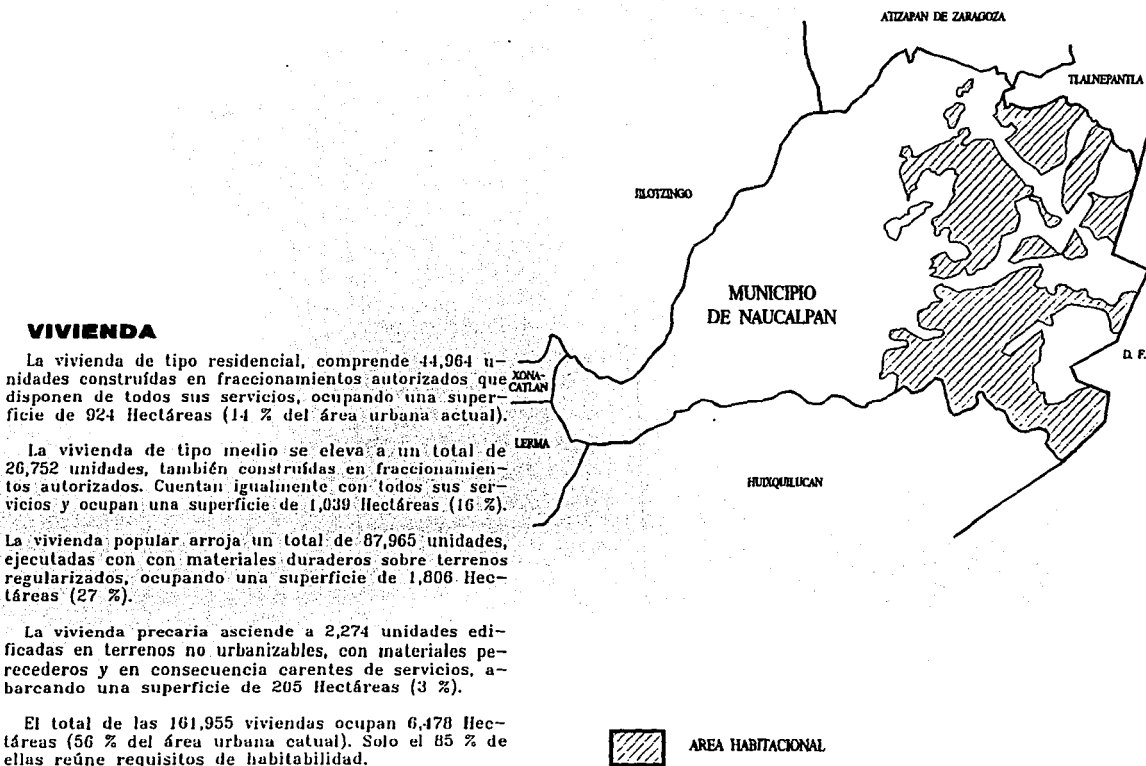 ATIZAPAN DE ZARAGOZA
TLALNEPANTLA
JILOTZINGO
MUNICIPIO
DE NAUCALPAN
D. F.
XONA-
CATLAN
LERMA
HUIXQUILUCAN
VIVIENDA
La vivienda de tipo residencial, comprende 44,964 u-
nidades construídas en fraccionamientos autorizados que
disponen de todos sus servicios, ocupando una super-
ficie de 924 Hectáreas (14 % del área urbana actual).
La vivienda de tipo medio se eleva a un total de
26,752 unidades, también construídas en fraccionamien-
tos autorizados. Cuentan igualmente con todos sus ser-
vicios y ocupan una superficie de 1,039 Hectáreas (16 %).
La vivienda popular arroja un total de 87,965 unidades,
ejecutadas con con materiales duraderos sobre terrenos
regularizados, ocupando una superficie de 1,806 Hec-
táreas (27 %).
La vivienda precaria asciende a 2,274 unidades edi-
ficadas en terrenos no urbanizables, con materiales pe-
recederos y en consecuencia carentes de servicios, a-
barcando una superficie de 205 Hectáreas (3 %).
El total de las 161,955 viviendas ocupan 6,478 Hec-
táreas (56 % del área urbana catual). Solo el 85 % de
ellas reúne requisitos de habitabilidad.
AREA HABITACIONAL